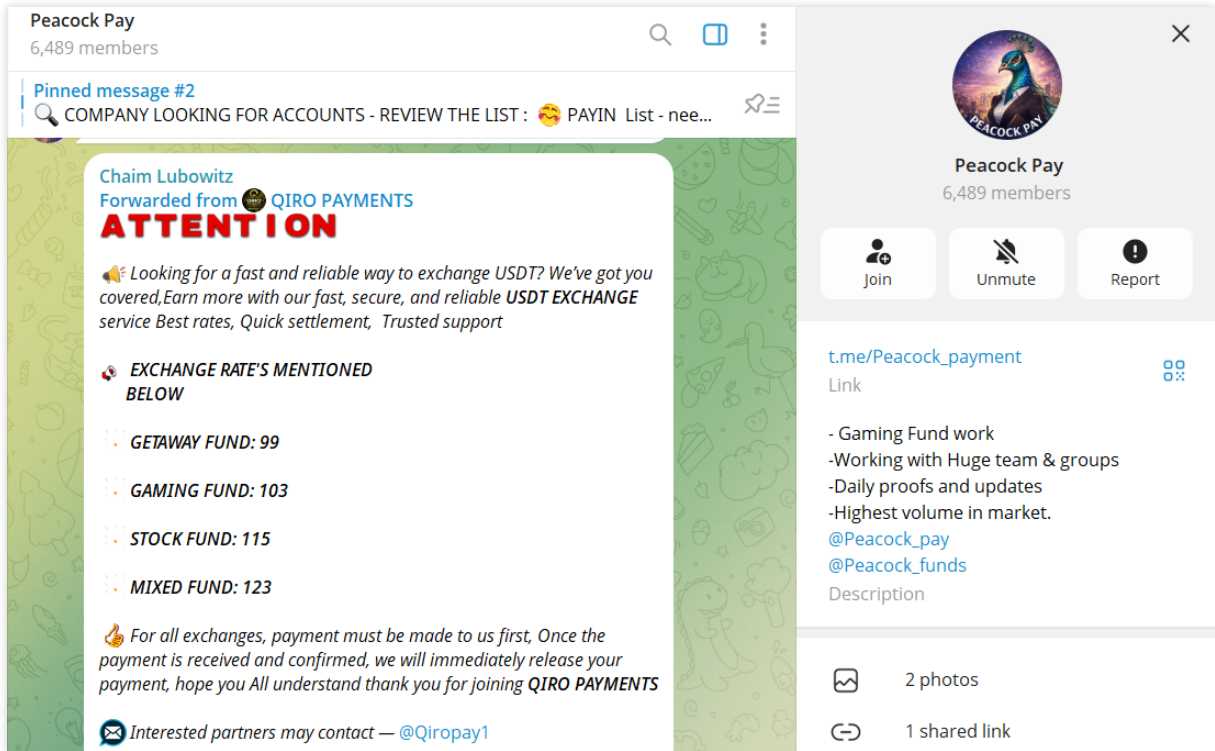 Peacock Pay
6,489 members
Pinned message #2
🔍 COMPANY LOOKING FOR ACCOUNTS - REVIEW THE LIST : 🥰 PAYIN List - nee...
Chaim Lubowitz
Forwarded from QIRO PAYMENTS
ATTENTION
📣 Looking for a fast and reliable way to exchange USDT? We've got you
covered,Earn more with our fast, secure, and reliable USDT EXCHANGE
service Best rates, Quick settlement, Trusted support
📢 EXCHANGE RATE'S MENTIONED
BELOW
GETAWAY FUND: 99
GAMING FUND: 103
STOCK FUND: 115
MIXED FUND: 123
👍 For all exchanges, payment must be made to us first, Once the
payment is received and confirmed, we will immediately release your
payment, hope you All understand thank you for joining QIRO PAYMENTS
Interested partners may contact — @Qiropay1
PEACOCK PAY
Peacock Pay
6,489 members
Join
Unmute
Report
t.me/Peacock_payment
Link
- Gaming Fund work
-Working with Huge team & groups
-Daily proofs and updates
-Highest volume in market.
@Peacock_pay
@Peacock_funds
Description
2 photos
1 shared link